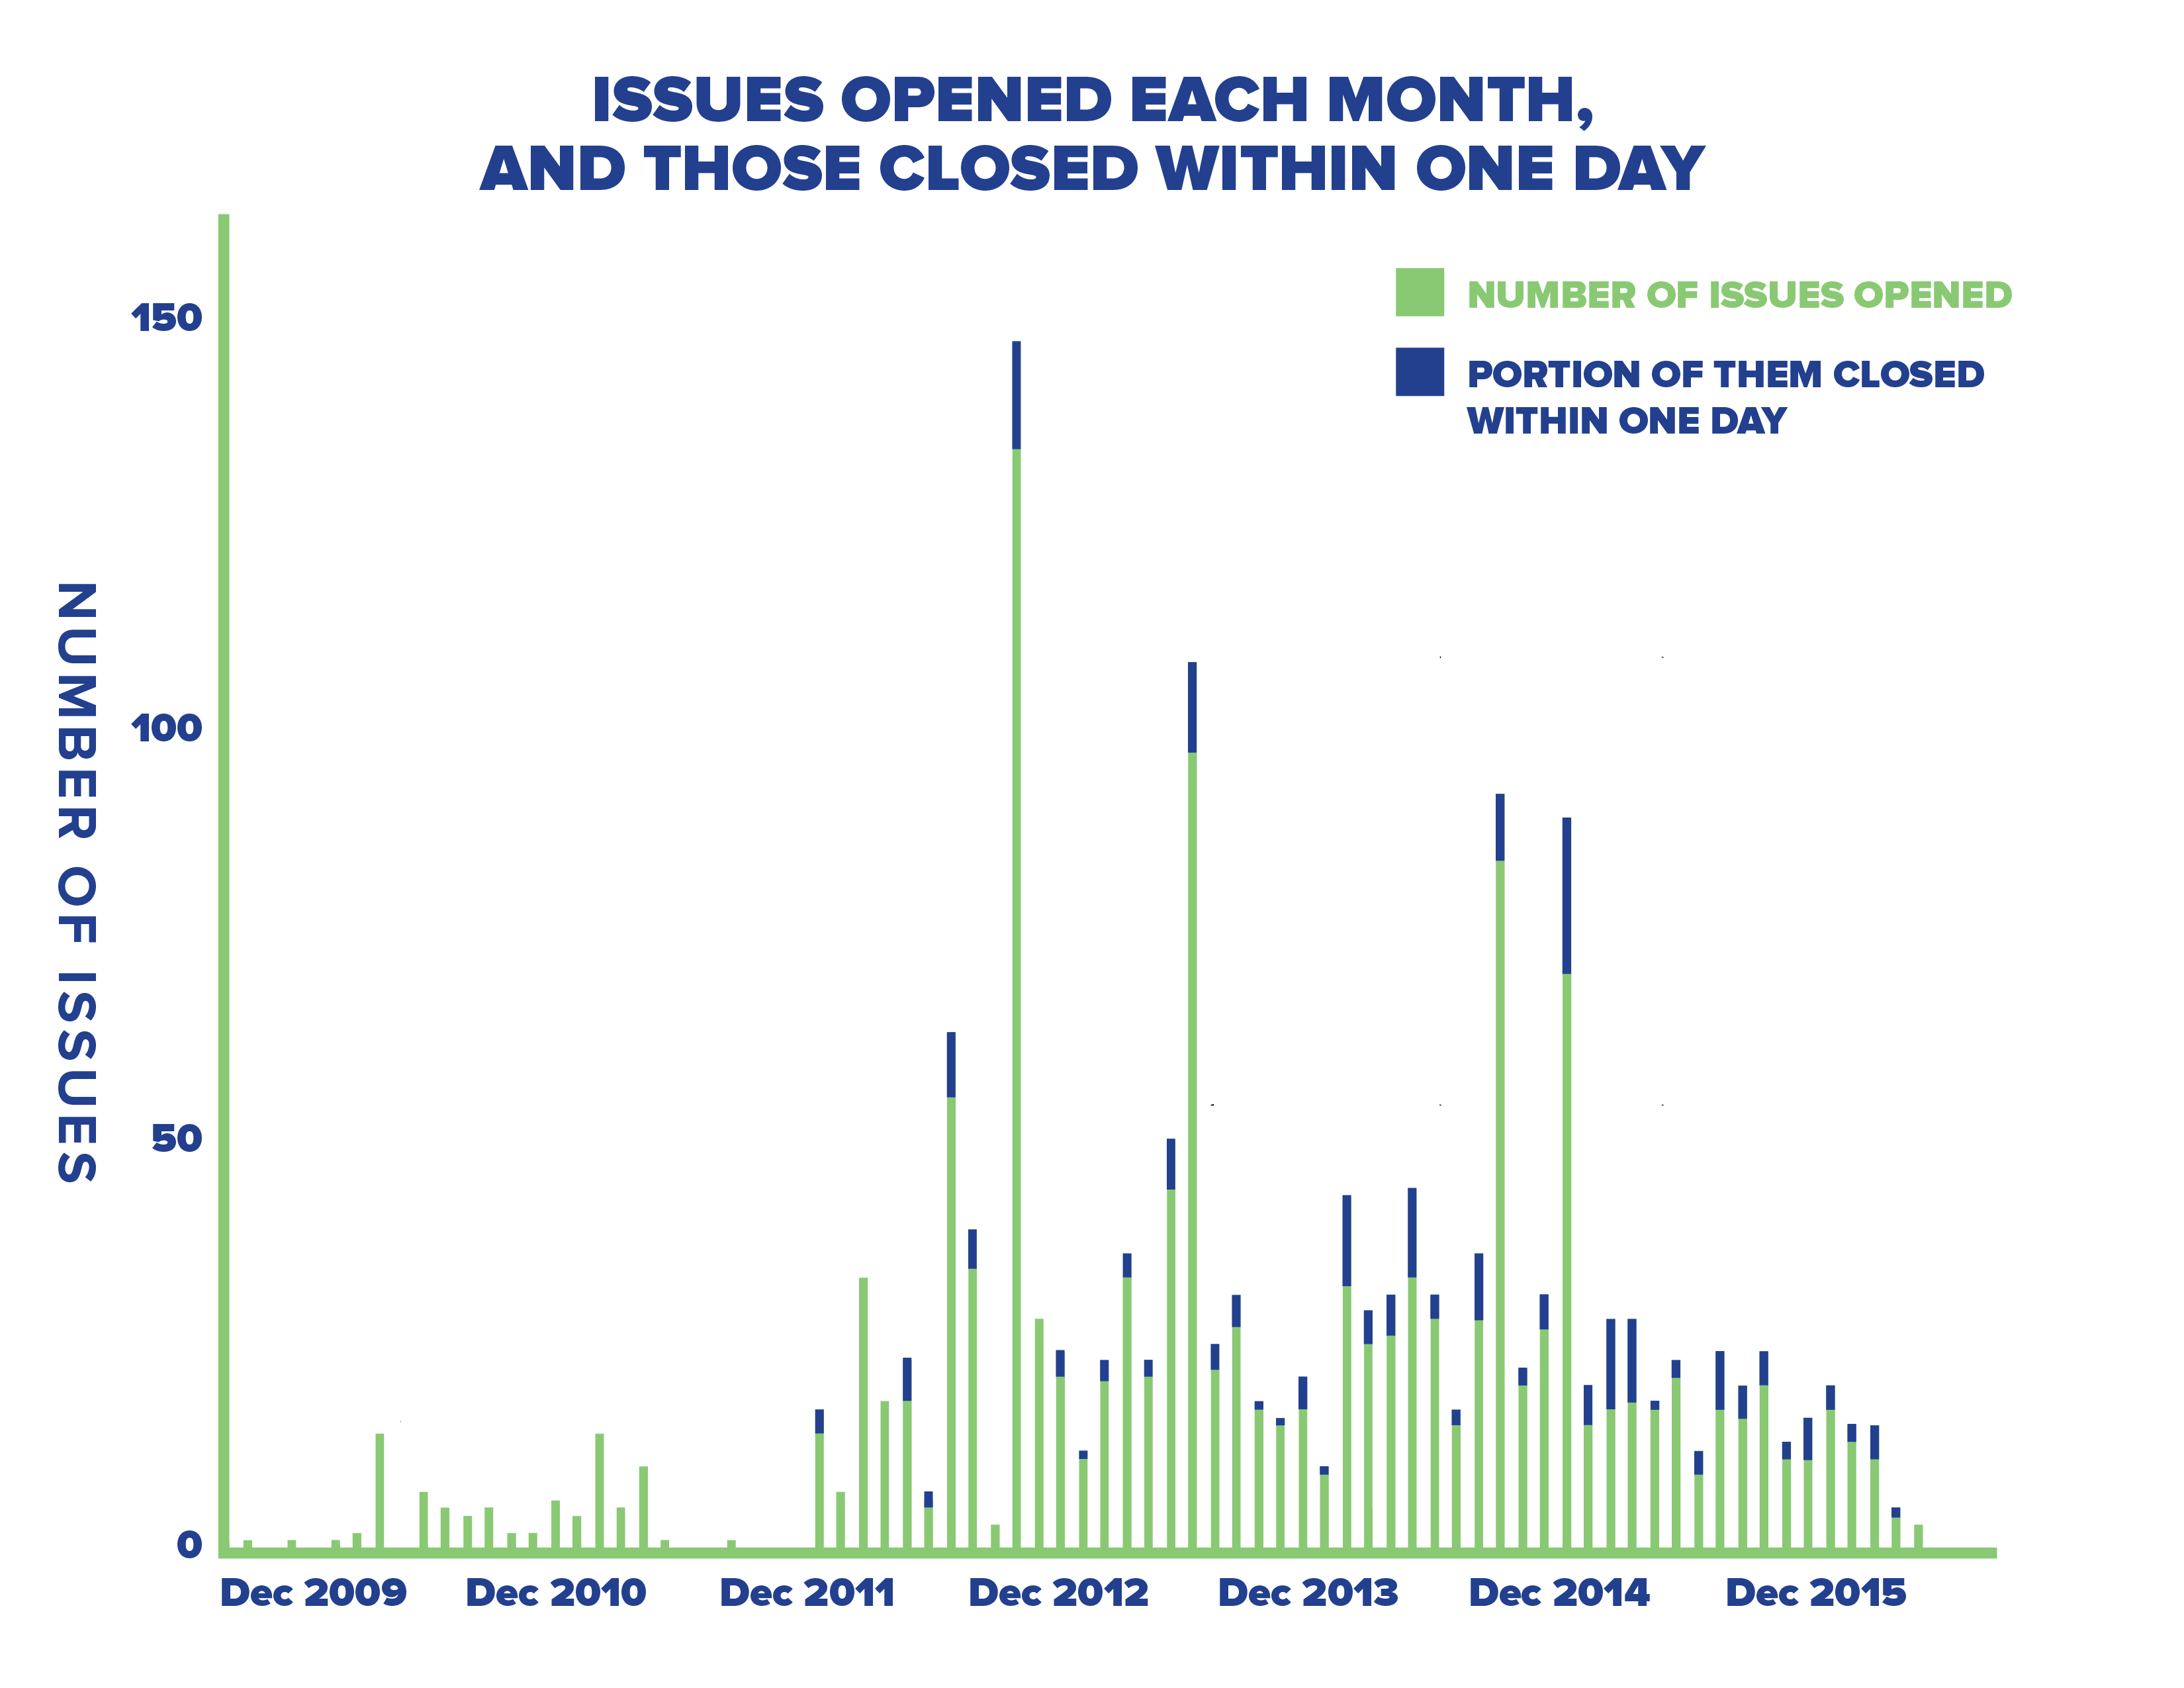 ISSUES OPENED EACH MONTH,
AND THOSE CLOSED WITHIN ONE DAY
NUMBER OF ISSUES OPENED
PORTION OF THEM CLOSED
WITHIN ONE DAY
NUMBER OF ISSUES
150
100
50
0
Dec 2009 Dec 2010 Dec 2011 Dec 2012 Dec 2013 Dec 2014 Dec 2015